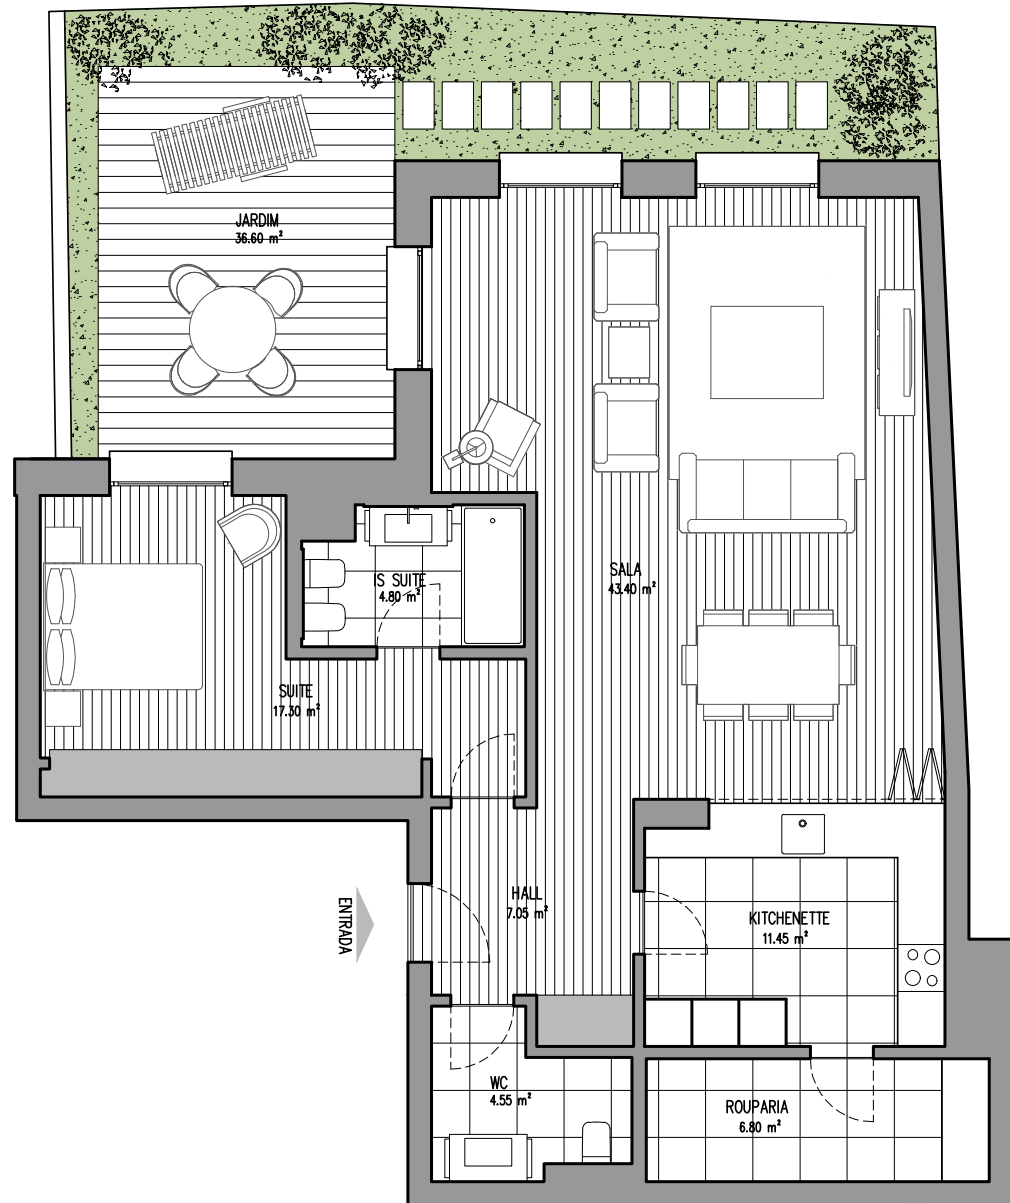 JARDIM
36.60 m²
SALA
43.40 m²
IS SUITE
4.80 m²
SUITE
17.30 m²
HALL
7.05 m²
ENTRADA
KITCHENETTE
11.45 m²
WC
4.55 m²
ROUPARIA
6.80 m²